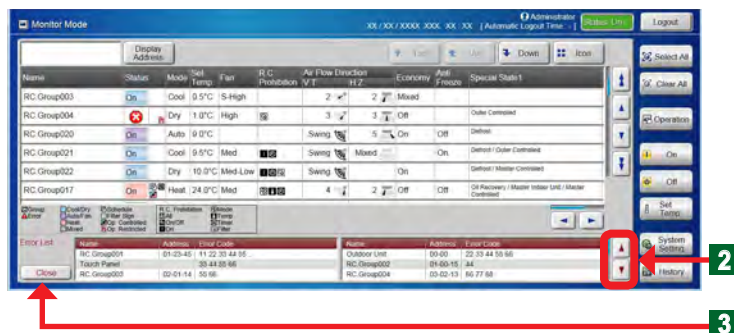 Monitor Mode
XX / XX / XXXX XXX XX : XX [ Automatic Logout Time : - ]
Administrator
Logout
Display Address
Down
Icon
Select All
Name Status Mode Set Temp. Fan R.C. Prohibition Air Flow Direction V.T. H.Z. Economy Anti Freeze Special State1
Clear All
RC.Group003 On Cool 0.5°C S-High 2 2 Mixed
RC.Group004 Dry 1.0°C High 3 3 Off Outer Controlled
Operation
RC.Group020 On Auto 9.0°C Swing 5 On Off Defrost
RC.Group021 On Cool 9.5°C Med Swing Mixed On Defrost / Outer Controlled
On
RC.Group022 On Dry 10.0°C Med-Low Swing On Defrost / Master Controlled
Off
RC.Group017 On Heat 24.0°C Med 4 2 Off Off Oil Recovery / Master Indoor Unit / Master Controlled
Set Temp.
Error List
Name Address Error Code Name Address Error Code
System Setting
RC.Group001 01-23-45 11 22 33 44 55 Outdoor Unit 00-00 22 33 44 55 66
Touch Panel 33 44 55 66 RC.Group002 01-00-15 44
Close
RC.Group003 02-01-14 55 66 RC.Group004 03-02-13 66 77 88
History
2
3